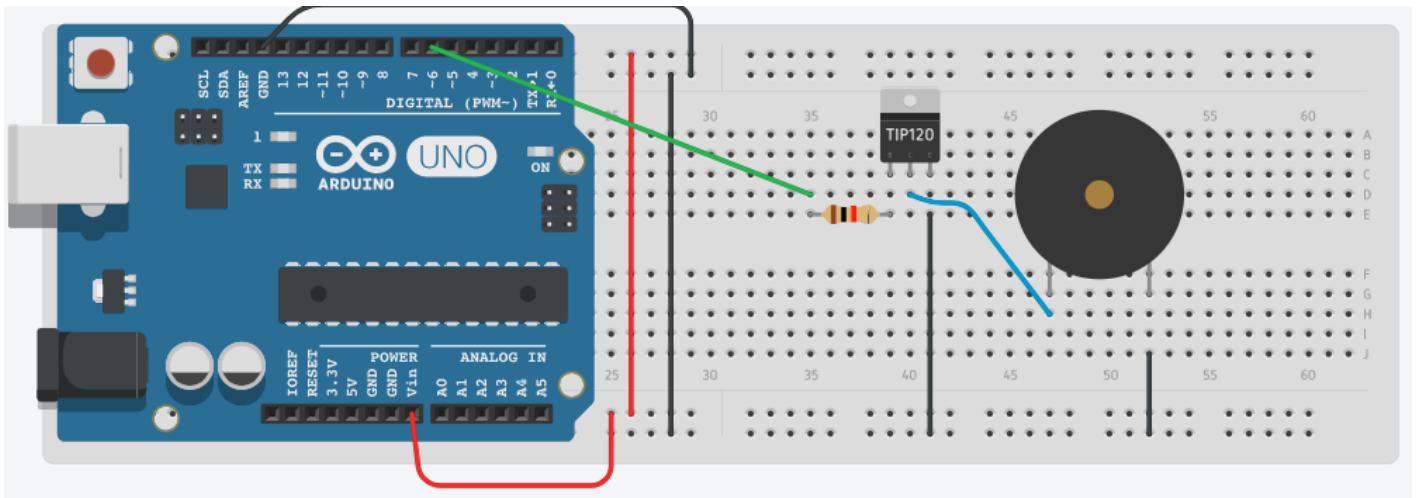 SCL
SDA
AREF
GND
13
12
~11
~10
~9
8
7
~6
~5
4
~3
2
TX→1
RX←0
DIGITAL (PWM~)
1
TX
RX
ARDUINO
UNO
ON
POWER
ANALOG IN
IOREF
RESET
3.3V
5V
GND
GND
Vin
A0
A1
A2
A3
A4
A5
25 30 35 45 55 60
TIP120
B C E
A
B
C
D
E
F
G
H
I
J
25 30 35 40 45 50 55 60